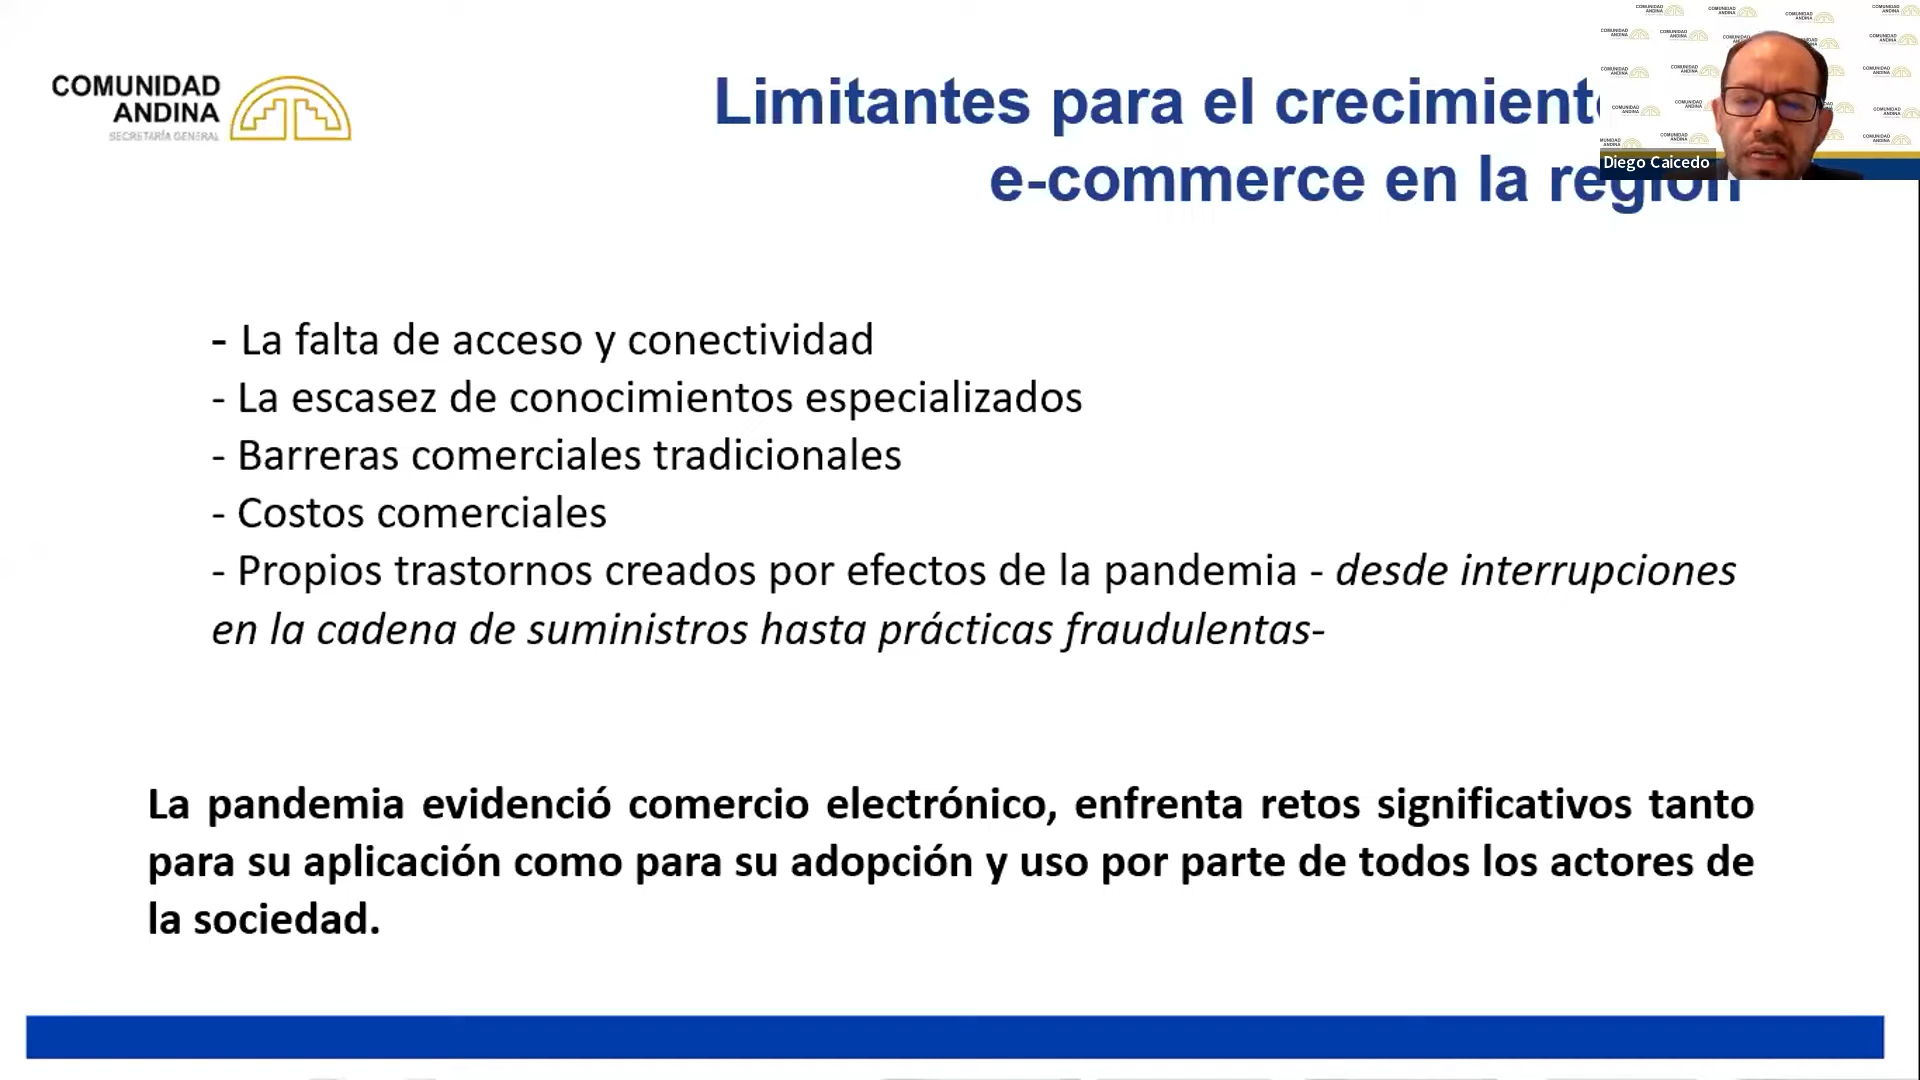 COMUNIDAD
ANDINA
SECRETARÍA GENERAL
Limitantes para el crecimiento
e-commerce en la región
Diego Caicedo
- La falta de acceso y conectividad
- La escasez de conocimientos especializados
- Barreras comerciales tradicionales
- Costos comerciales
- Propios trastornos creados por efectos de la pandemia - desde interrupciones
en la cadena de suministros hasta prácticas fraudulentas-
La pandemia evidenció comercio electrónico, enfrenta retos significativos tanto
para su aplicación como para su adopción y uso por parte de todos los actores de
la sociedad.